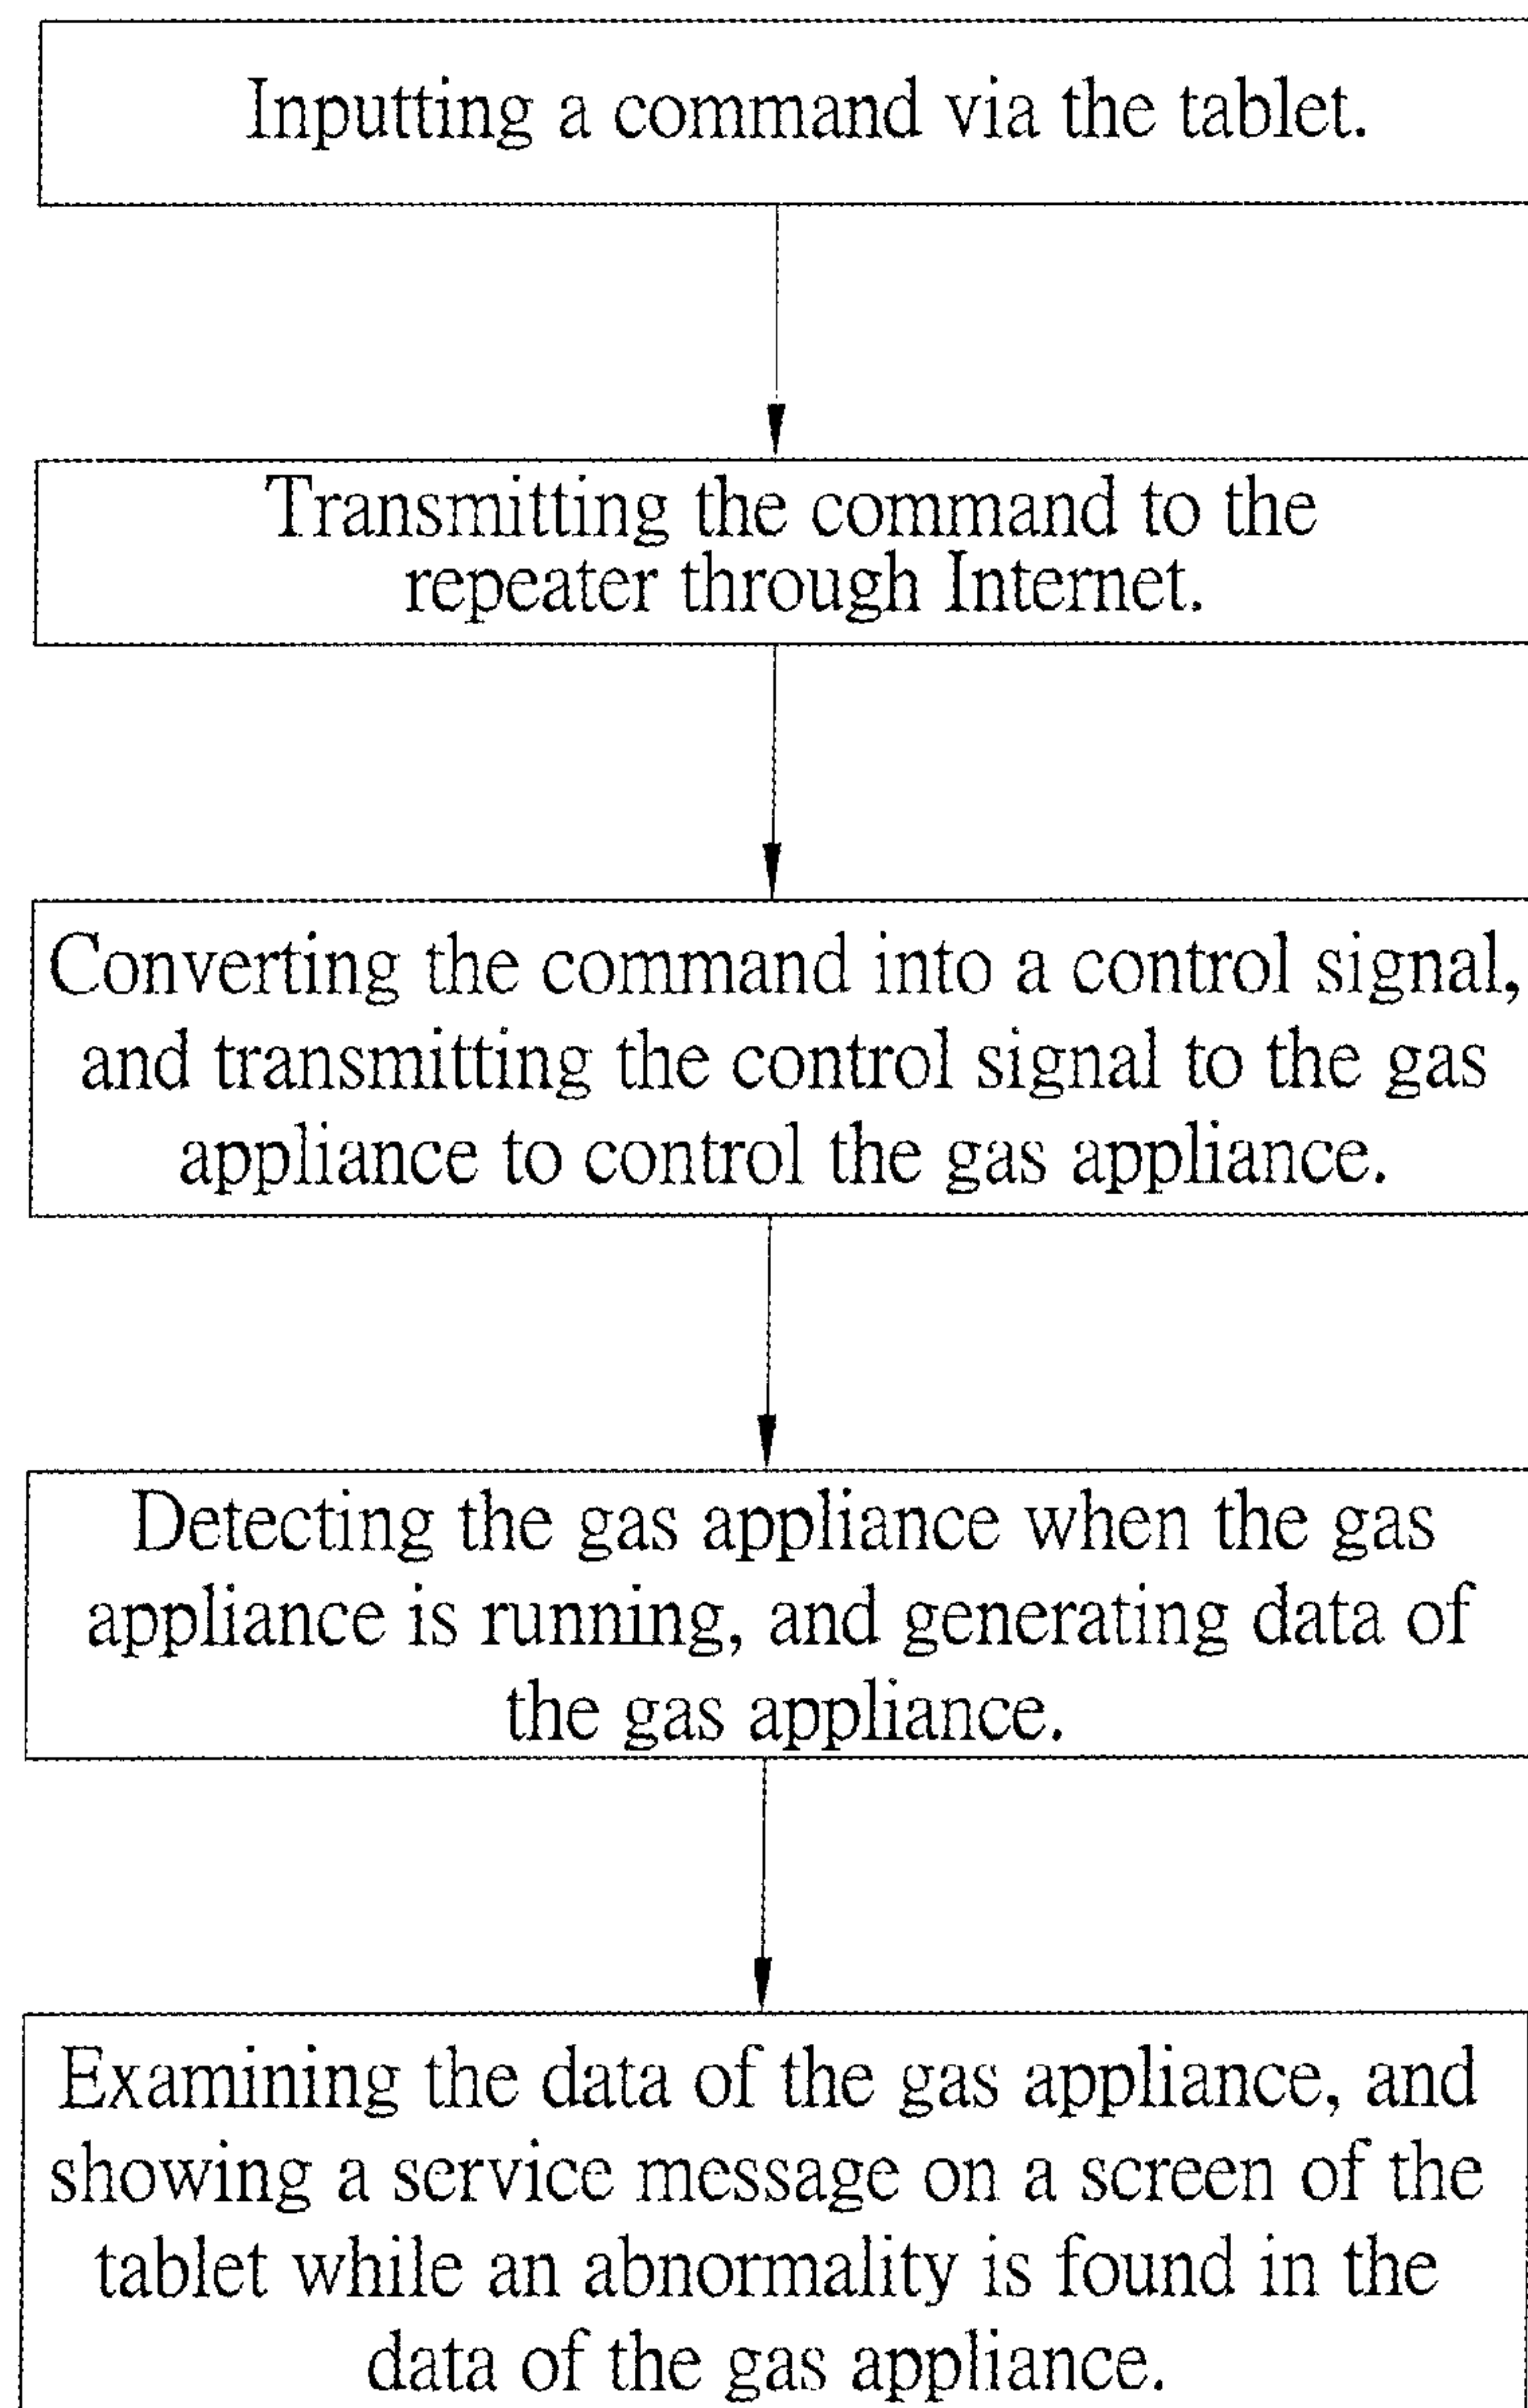 Inputting a command via the tablet.
Transmitting the command to the
repeater through Internet.
Converting the command into a control signal,
and transmitting the control signal to the gas
appliance to control the gas appliance.
Detecting the gas appliance when the gas
appliance is running, and generating data of
the gas appliance.
Examining the data of the gas appliance, and
showing a service message on a screen of the
tablet while an abnormality is found in the
data of the gas appliance.